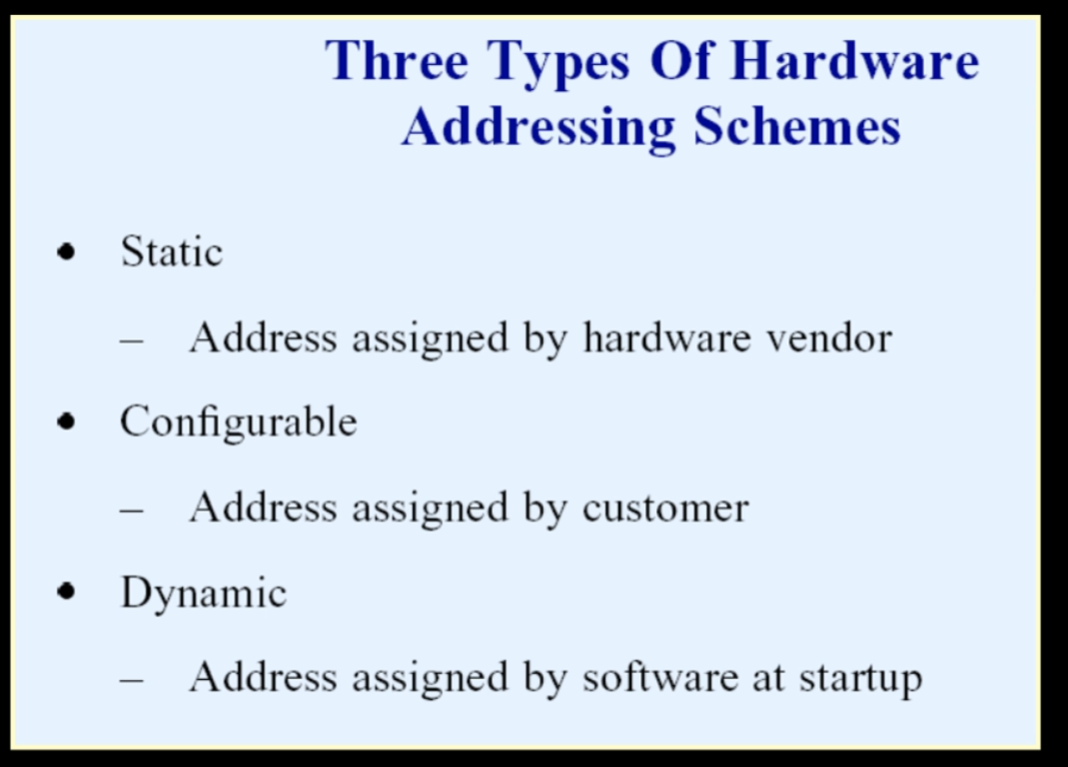 Three Types Of Hardware
Addressing Schemes
• Static
– Address assigned by hardware vendor
• Configurable
– Address assigned by customer
• Dynamic
– Address assigned by software at startup